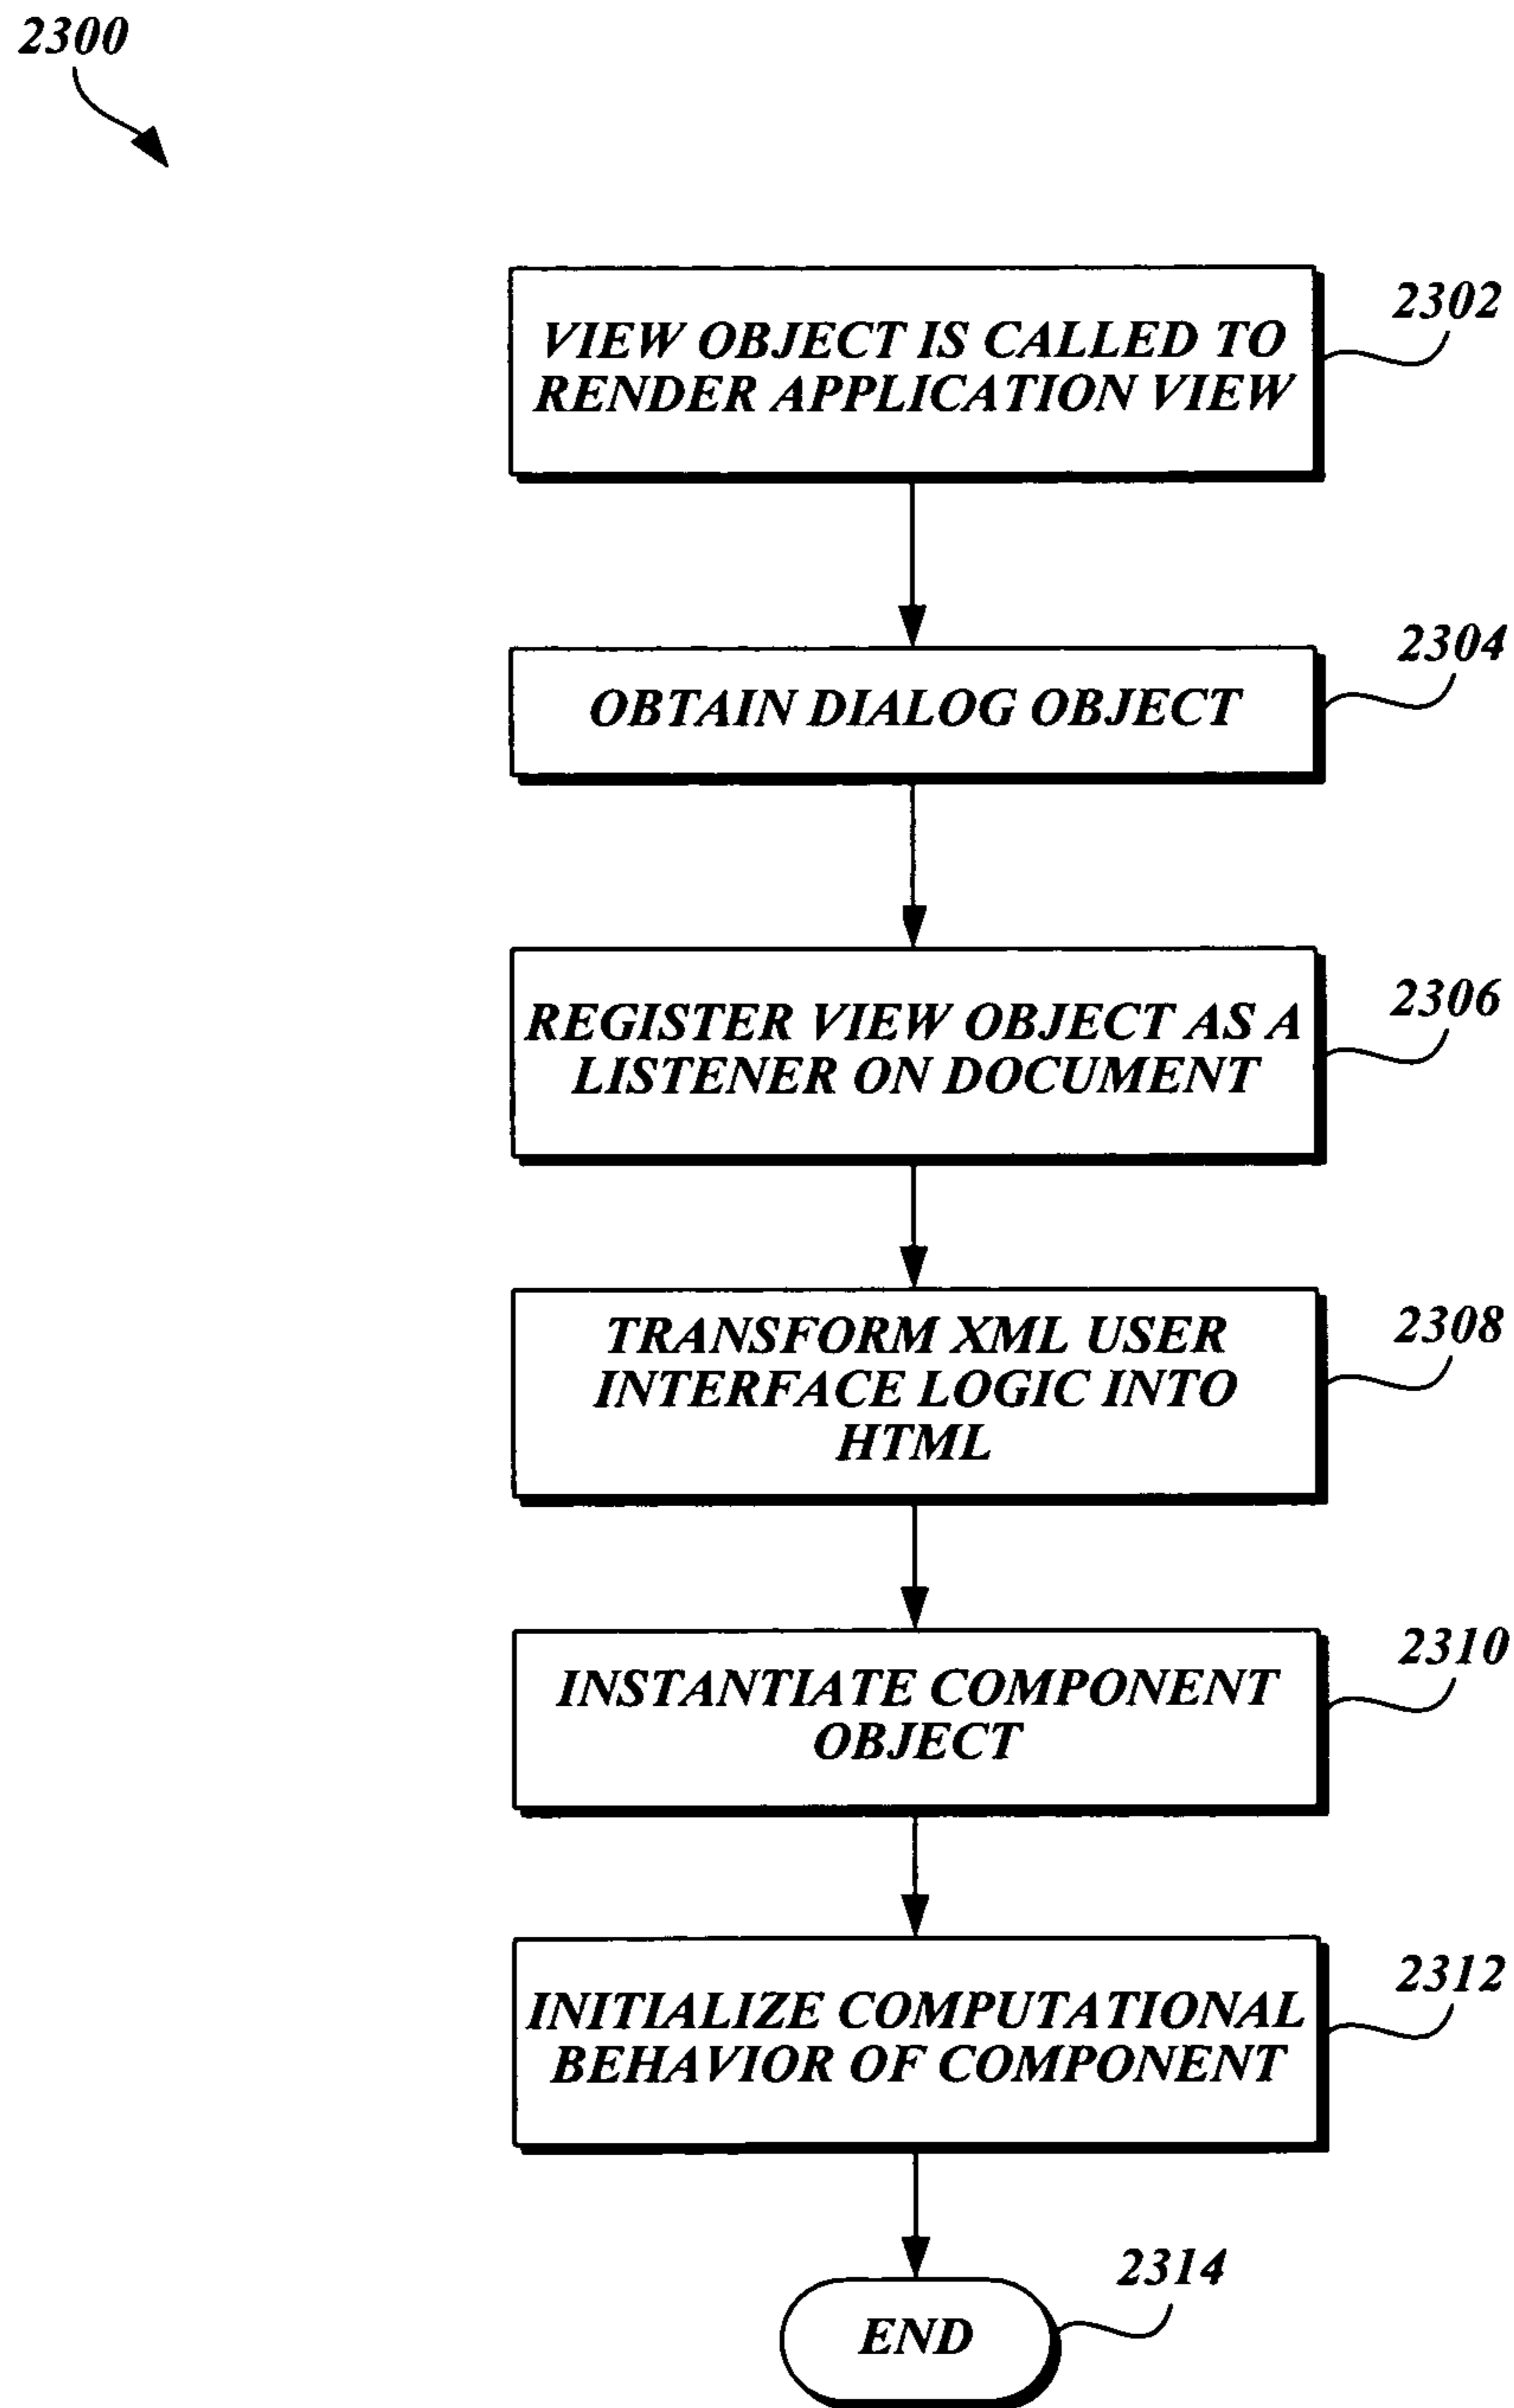 2300
VIEW OBJECT IS CALLED TO
RENDER APPLICATION VIEW
2302
OBTAIN DIALOG OBJECT
2304
REGISTER VIEW OBJECT AS A
LISTENER ON DOCUMENT
2306
TRANSFORM XML USER
INTERFACE LOGIC INTO
HTML
2308
INSTANTIATE COMPONENT
OBJECT
2310
INITIALIZE COMPUTATIONAL
BEHAVIOR OF COMPONENT
2312
END
2314